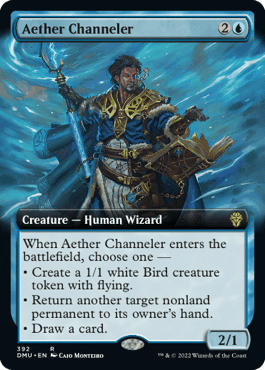 Aether Channeler 2
Creature — Human Wizard
When Aether Channeler enters the
battlefield, choose one —
• Create a 1/1 white Bird creature
token with flying.
• Return another target nonland
permanent to its owner's hand.
• Draw a card.
2/1
392 R
DMU • EN Caio Monteiro
™ & © 2022 Wizards of the Coast